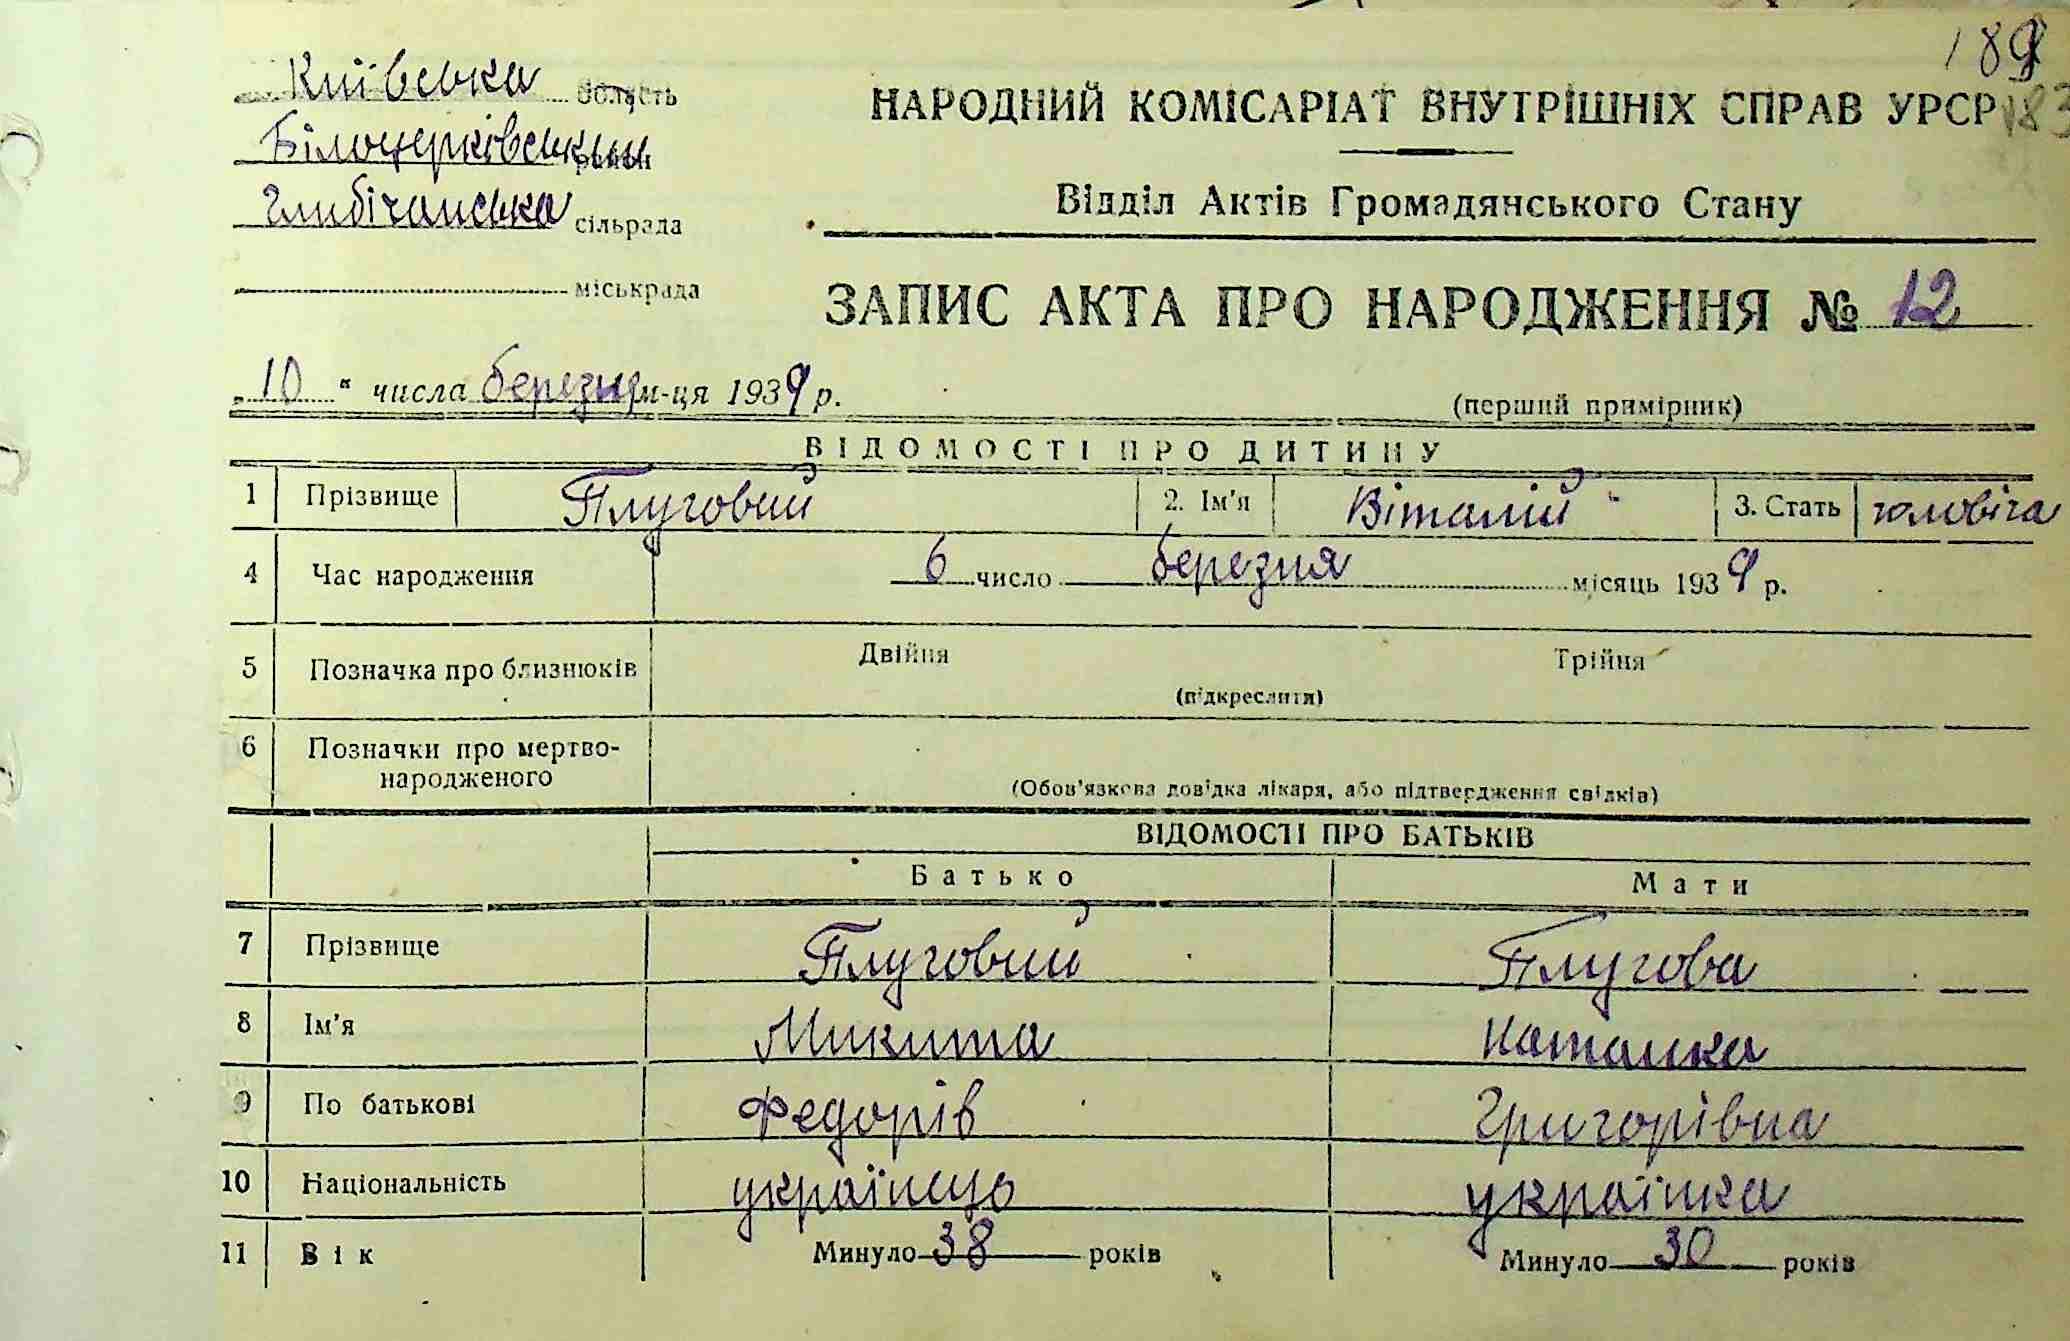 189
183
Київська область
Білоцерківський район
Глибічанська сільрада
міськрада
НАРОДНИЙ КОМІСАРІАТ ВНУТРІШНІХ СПРАВ УРСР
Відділ Актів Громадянського Стану
ЗАПИС АКТА ПРО НАРОДЖЕННЯ № 12
„10" числа березня м-ця 1939 р.
(перший примірник)
ВІДОМОСТІ ПРО ДИТИНУ
1 Прізвище Плуговий 2. Ім'я Віталій 3. Стать чоловіча
4 Час народження 6 число березня місяць 1939 р.
5 Позначка про близнюків Двійня Трійня
(підкреслити)
6 Позначки про мертво-
народженого
(Обов'язкова довідка лікаря, або підтвердження свідків)
ВІДОМОСТІ ПРО БАТЬКІВ
Батько Мати
7 Прізвище Плуговий Плугова
8 Ім'я Микита Наталка
9 По батькові Федорів Григорівна
10 Національність українець українка
11 Вік Минуло 38 років Минуло 30 років